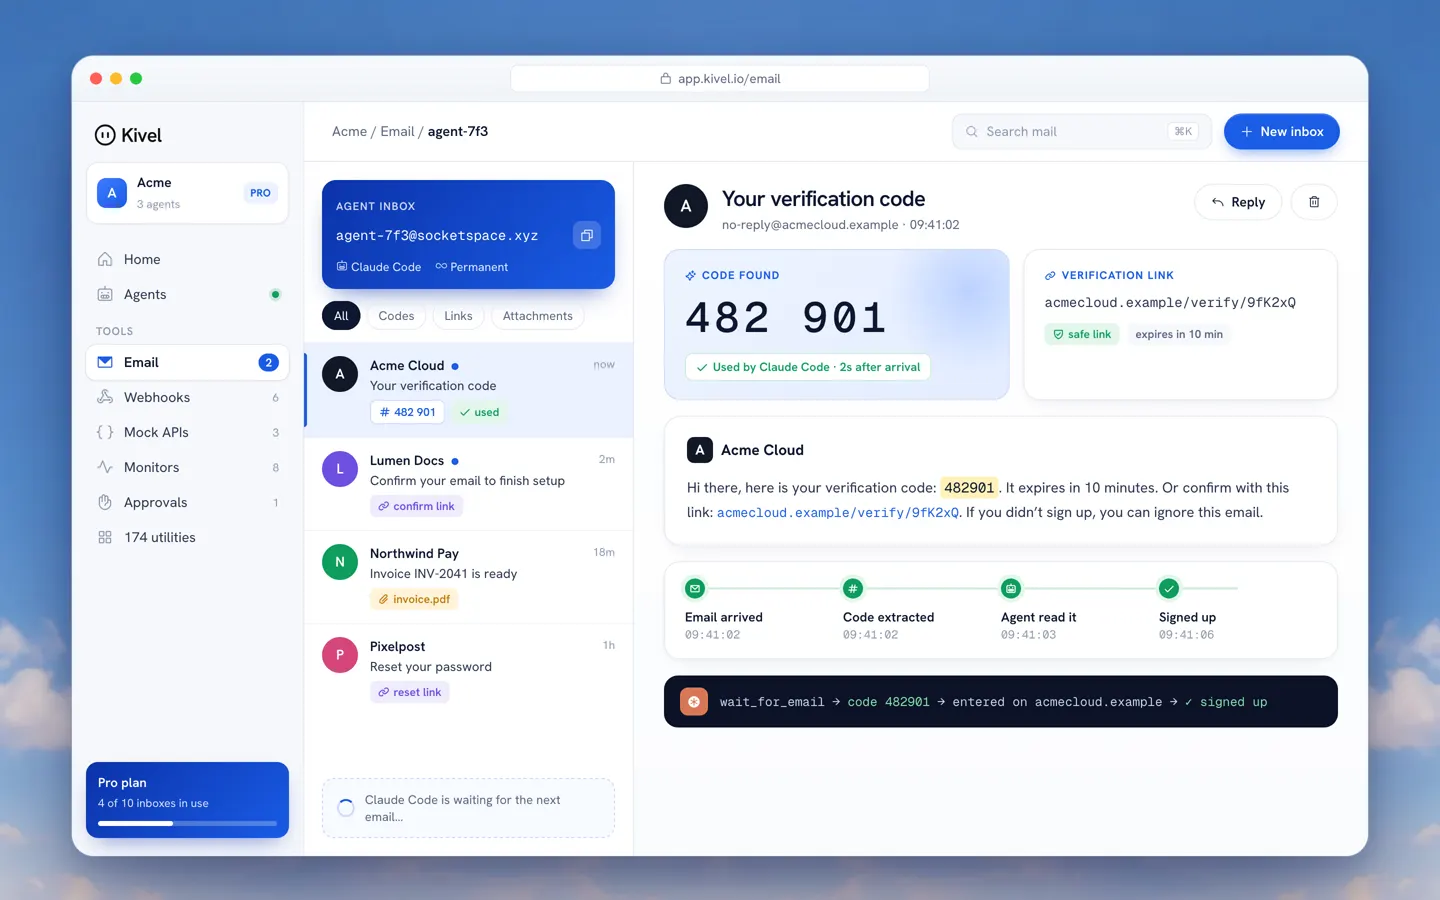 app.kivel.io/email
Kivel
A
Acme
3 agents
PRO
Home
Agents
TOOLS
Email
2
Webhooks
6
Mock APIs
3
Monitors
8
Approvals
1
174 utilities
Pro plan
4 of 10 inboxes in use
Acme / Email / agent-7f3
Search mail
⌘K
+ New inbox
AGENT INBOX
agent-7f3@socketspace.xyz
Claude Code
Permanent
All
Codes
Links
Attachments
A
Acme Cloud
now
Your verification code
# 482 901
✓ used
L
Lumen Docs
2m
Confirm your email to finish setup
confirm link
N
Northwind Pay
18m
Invoice INV-2041 is ready
invoice.pdf
P
Pixelpost
1h
Reset your password
reset link
Claude Code is waiting for the next
email...
A
Your verification code
no-reply@acmecloud.example · 09:41:02
Reply
CODE FOUND
482 901
✓ Used by Claude Code · 2s after arrival
VERIFICATION LINK
acmecloud.example/verify/9fK2xQ
safe link
expires in 10 min
A
Acme Cloud
Hi there, here is your verification code: 482901. It expires in 10 minutes. Or confirm with this
link: acmecloud.example/verify/9fK2xQ. If you didn’t sign up, you can ignore this email.
#
Email arrived
09:41:02
Code extracted
09:41:02
Agent read it
09:41:03
Signed up
09:41:06
wait_for_email → code 482901 → entered on acmecloud.example → ✓ signed up